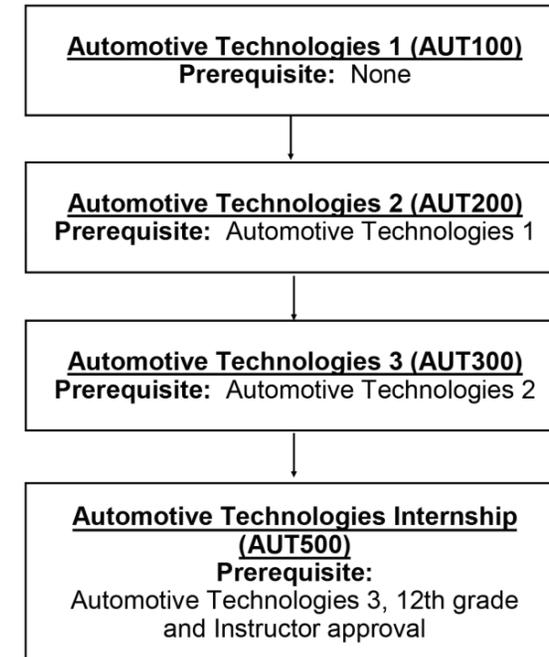 Automotive Technologies 1 (AUT100)
Prerequisite: None
Automotive Technologies 2 (AUT200)
Prerequisite: Automotive Technologies 1
Automotive Technologies 3 (AUT300)
Prerequisite: Automotive Technologies 2
Automotive Technologies Internship
(AUT500)
Prerequisite:
Automotive Technologies 3, 12th grade
and Instructor approval